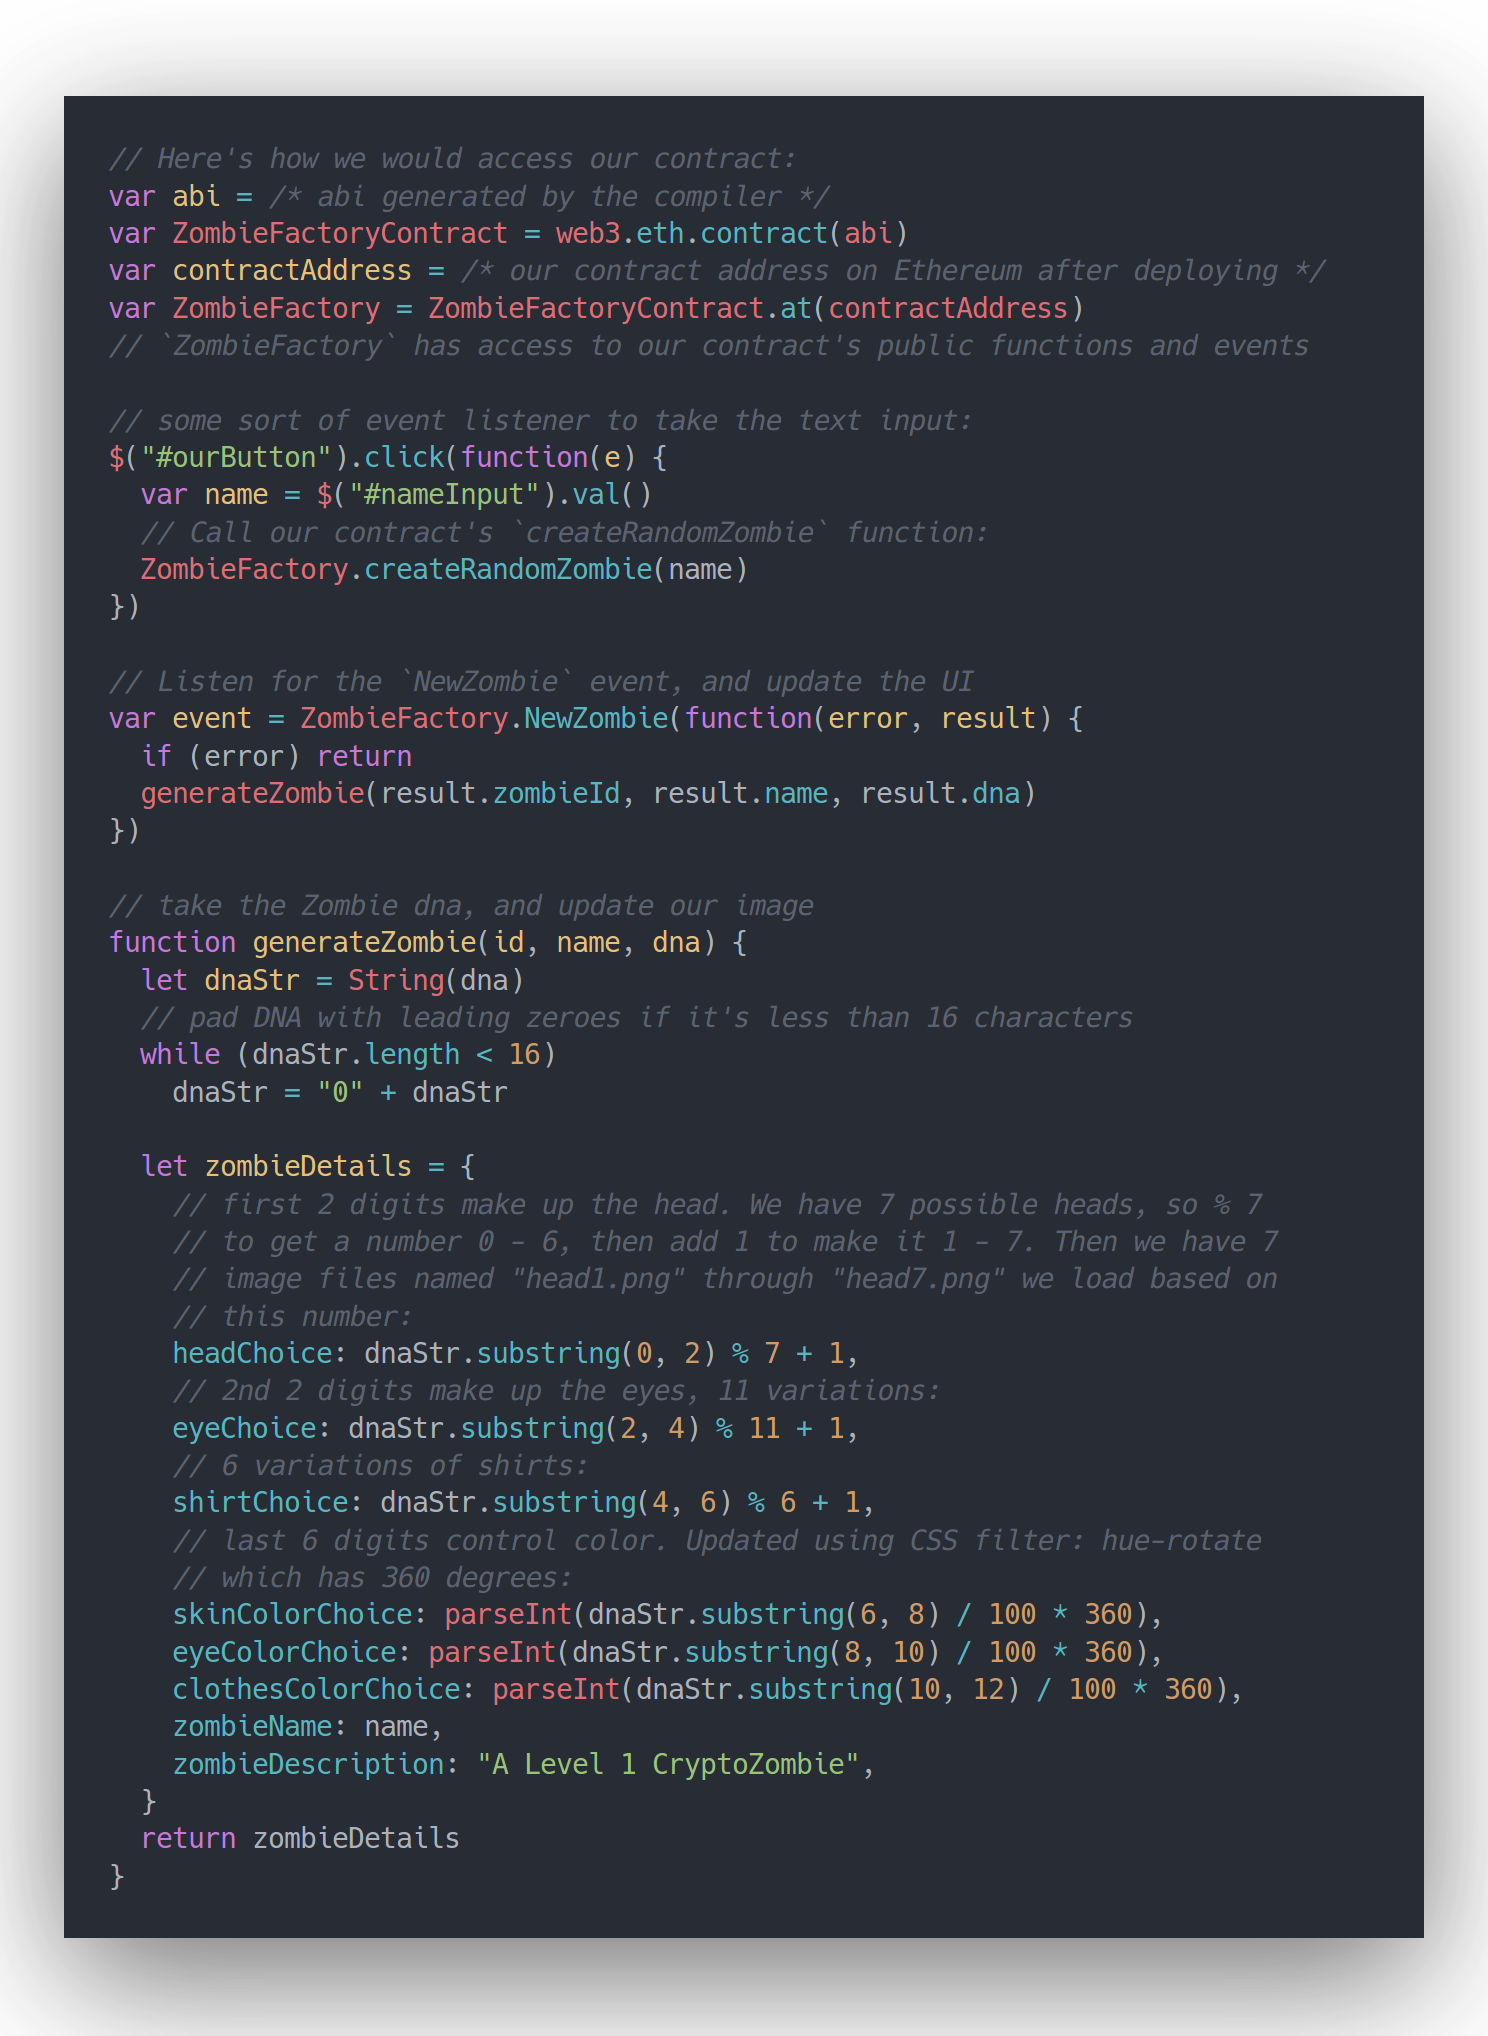 // Here's how we would access our contract:
var abi = /* abi generated by the compiler */
var ZombieFactoryContract = web3.eth.contract(abi)
var contractAddress = /* our contract address on Ethereum after deploying */
var ZombieFactory = ZombieFactoryContract.at(contractAddress)
// `ZombieFactory` has access to our contract's public functions and events

// some sort of event listener to take the text input:
$("#ourButton").click(function(e) {
  var name = $("#nameInput").val()
  // Call our contract's `createRandomZombie` function:
  ZombieFactory.createRandomZombie(name)
})

// Listen for the `NewZombie` event, and update the UI
var event = ZombieFactory.NewZombie(function(error, result) {
  if (error) return
  generateZombie(result.zombieId, result.name, result.dna)
})

// take the Zombie dna, and update our image
function generateZombie(id, name, dna) {
  let dnaStr = String(dna)
  // pad DNA with leading zeroes if it's less than 16 characters
  while (dnaStr.length < 16)
    dnaStr = "0" + dnaStr

  let zombieDetails = {
    // first 2 digits make up the head. We have 7 possible heads, so % 7
    // to get a number 0 - 6, then add 1 to make it 1 - 7. Then we have 7
    // image files named "head1.png" through "head7.png" we load based on
    // this number:
    headChoice: dnaStr.substring(0, 2) % 7 + 1,
    // 2nd 2 digits make up the eyes, 11 variations:
    eyeChoice: dnaStr.substring(2, 4) % 11 + 1,
    // 6 variations of shirts:
    shirtChoice: dnaStr.substring(4, 6) % 6 + 1,
    // last 6 digits control color. Updated using CSS filter: hue-rotate
    // which has 360 degrees:
    skinColorChoice: parseInt(dnaStr.substring(6, 8) / 100 * 360),
    eyeColorChoice: parseInt(dnaStr.substring(8, 10) / 100 * 360),
    clothesColorChoice: parseInt(dnaStr.substring(10, 12) / 100 * 360),
    zombieName: name,
    zombieDescription: "A Level 1 CryptoZombie",
  }
  return zombieDetails
}